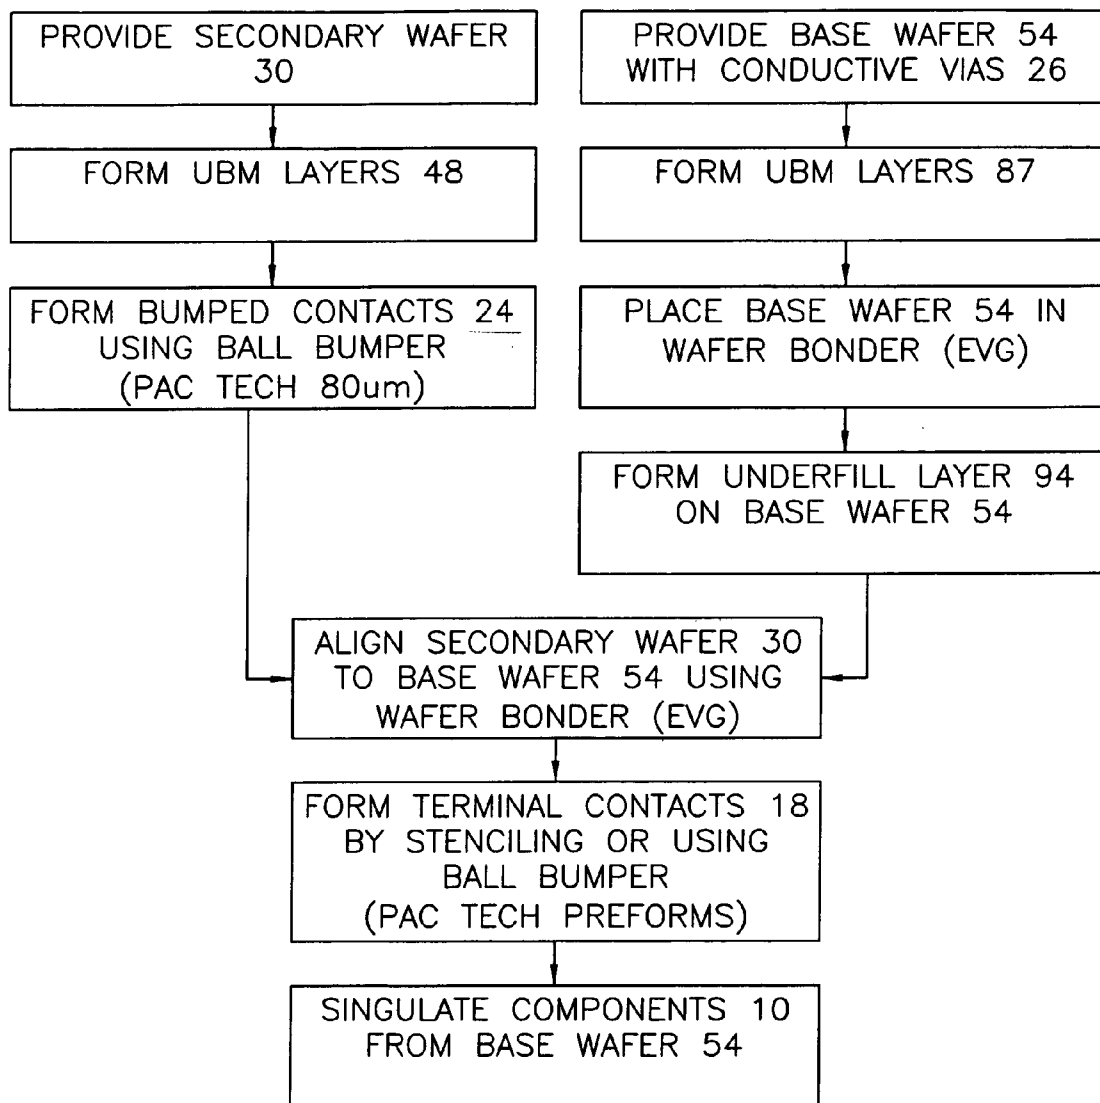 PROVIDE SECONDARY WAFER
30
FORM UBM LAYERS 48
FORM BUMPED CONTACTS 24
USING BALL BUMPER
(PAC TECH 80um)
PROVIDE BASE WAFER 54
WITH CONDUCTIVE VIAS 26
FORM UBM LAYERS 87
PLACE BASE WAFER 54 IN
WAFER BONDER (EVG)
FORM UNDERFILL LAYER 94
ON BASE WAFER 54
ALIGN SECONDARY WAFER 30
TO BASE WAFER 54 USING
WAFER BONDER (EVG)
FORM TERMINAL CONTACTS 18
BY STENCILING OR USING
BALL BUMPER
(PAC TECH PREFORMS)
SINGULATE COMPONENTS 10
FROM BASE WAFER 54